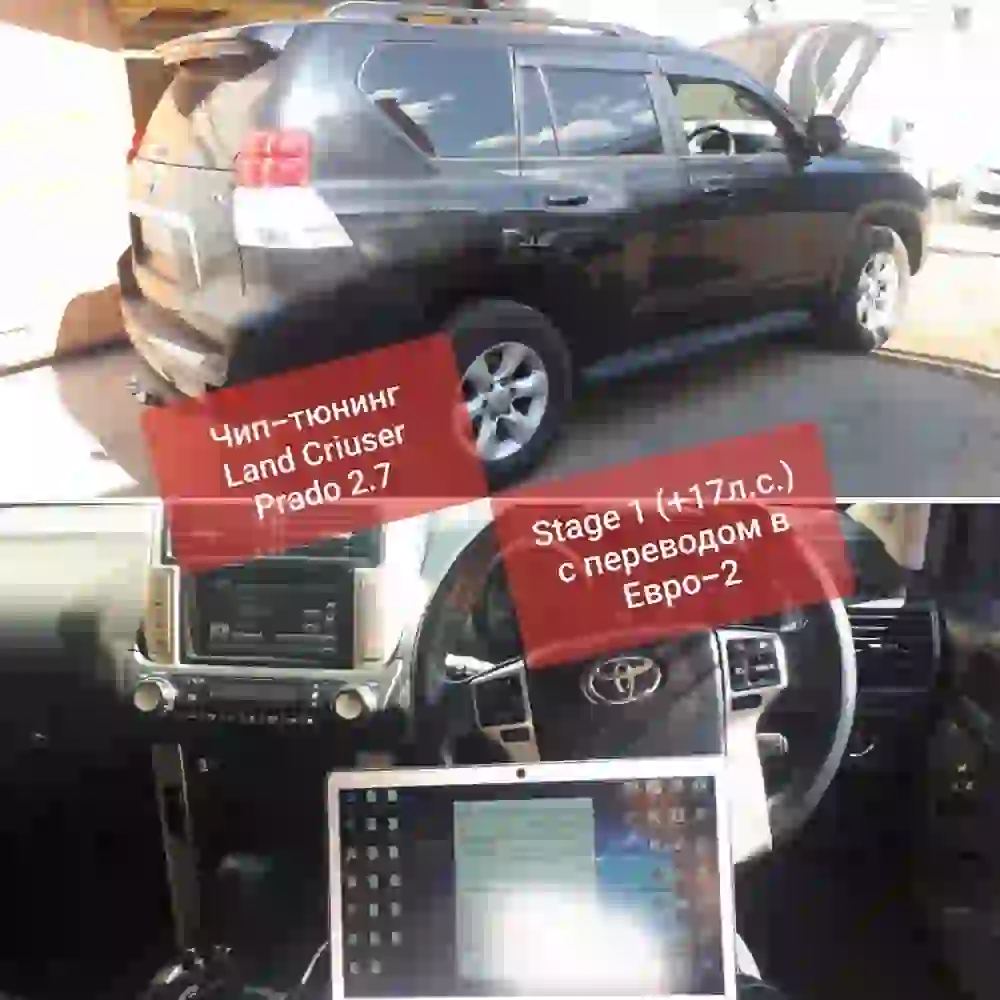 Чип-тюнинг
Land Criuser
Prado 2.7
Stage 1 (+17л.с.)
с переводом в
Евро-2